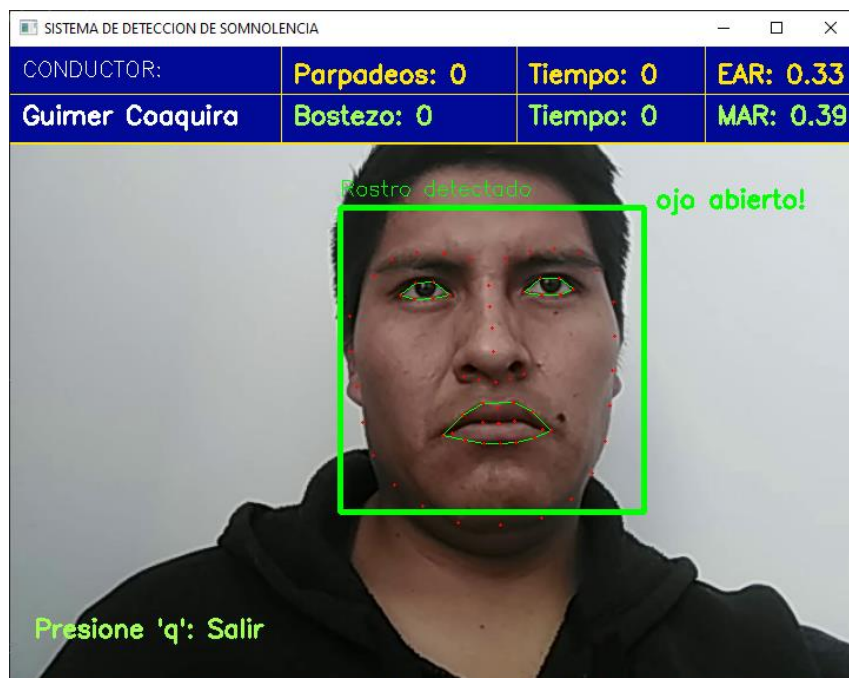 SISTEMA DE DETECCION DE SOMNOLENCIA
CONDUCTOR: Parpadeos: 0 Tiempo: 0 EAR: 0.33
Guimer Coaquira Bostezo: 0 Tiempo: 0 MAR: 0.39
Rostro detectado
ojo abierto!
Presione 'q': Salir